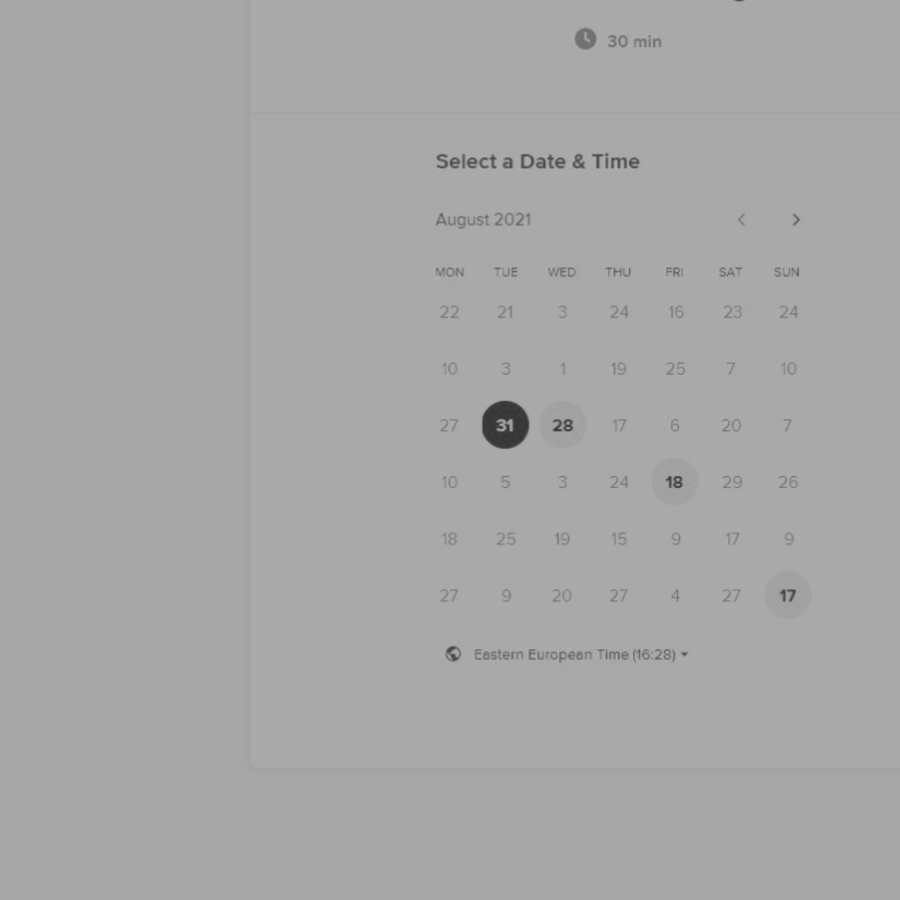 30 min
Select a Date & Time
August 2021
MON TUE WED THU FRI SAT SUN
22 21 3 24 16 23 24
10 3 1 19 25 7 10
27 31 28 17 6 20 7
10 5 3 24 18 29 26
18 25 19 15 9 17 9
27 9 20 27 4 27 17
Eastern European Time (16:28)